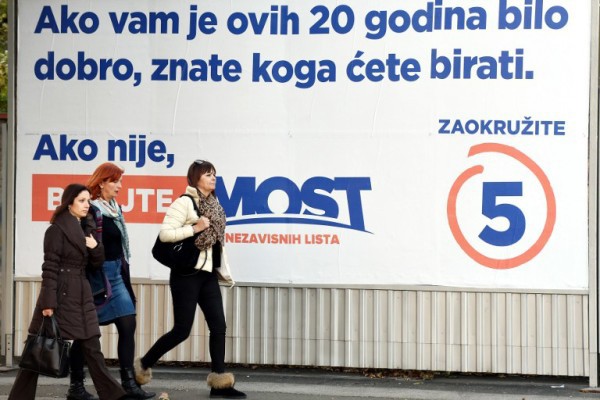 Ako vam je ovih 20 godina bilo
dobro, znate koga ćete birati.
ZAOKRUŽITE
Ako nije,
MOST
5
NEZAVISNIH LISTA